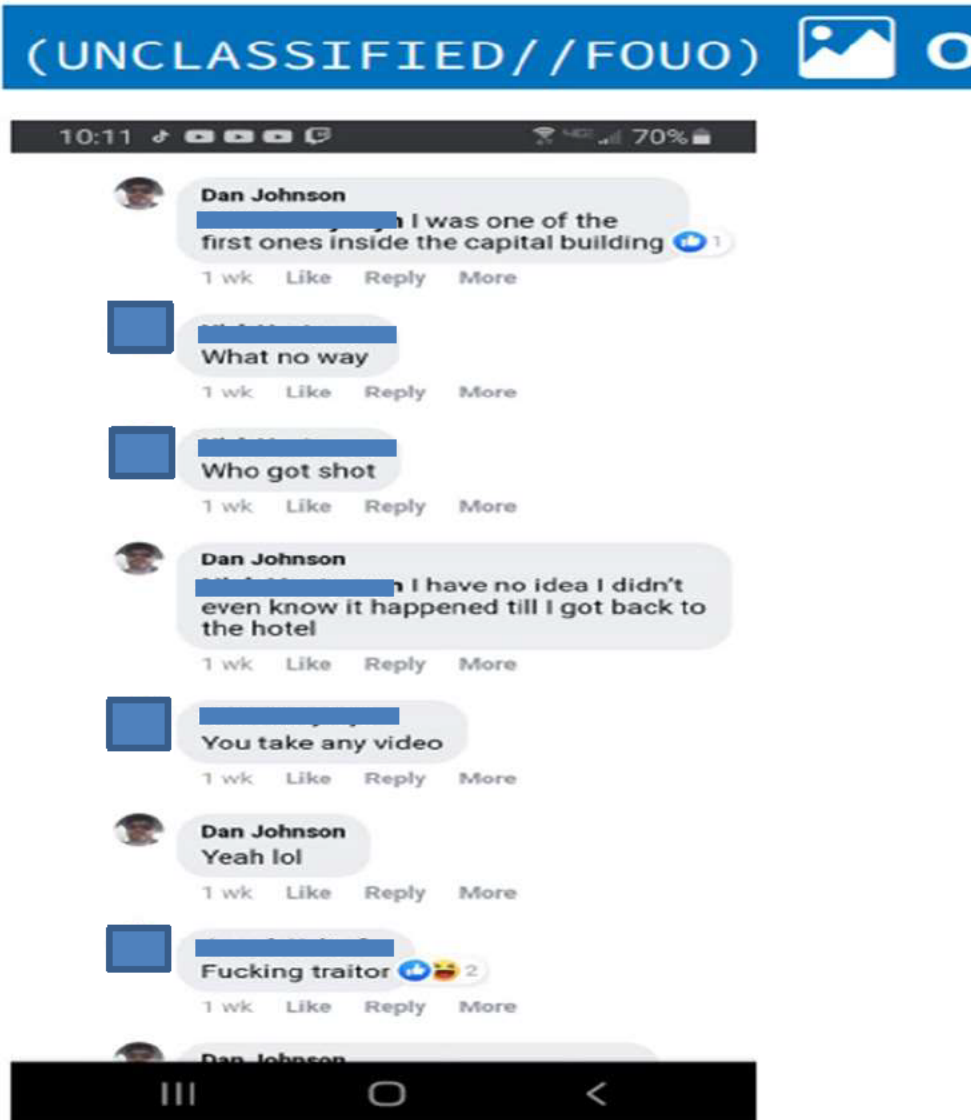 (UNCLASSIFIED//FOUO) O
10:11 70%
Dan Johnson
I was one of the
first ones inside the capital building 1
1 wk Like Reply More
What no way
1 wk Like Reply More
Who got shot
1 wk Like Reply More
Dan Johnson
I have no idea I didn't
even know it happened till I got back to
the hotel
1 wk Like Reply More
You take any video
1 wk Like Reply More
Dan Johnson
Yeah lol
1 wk Like Reply More
Fucking traitor 2
1 wk Like Reply More
Dan Johnson